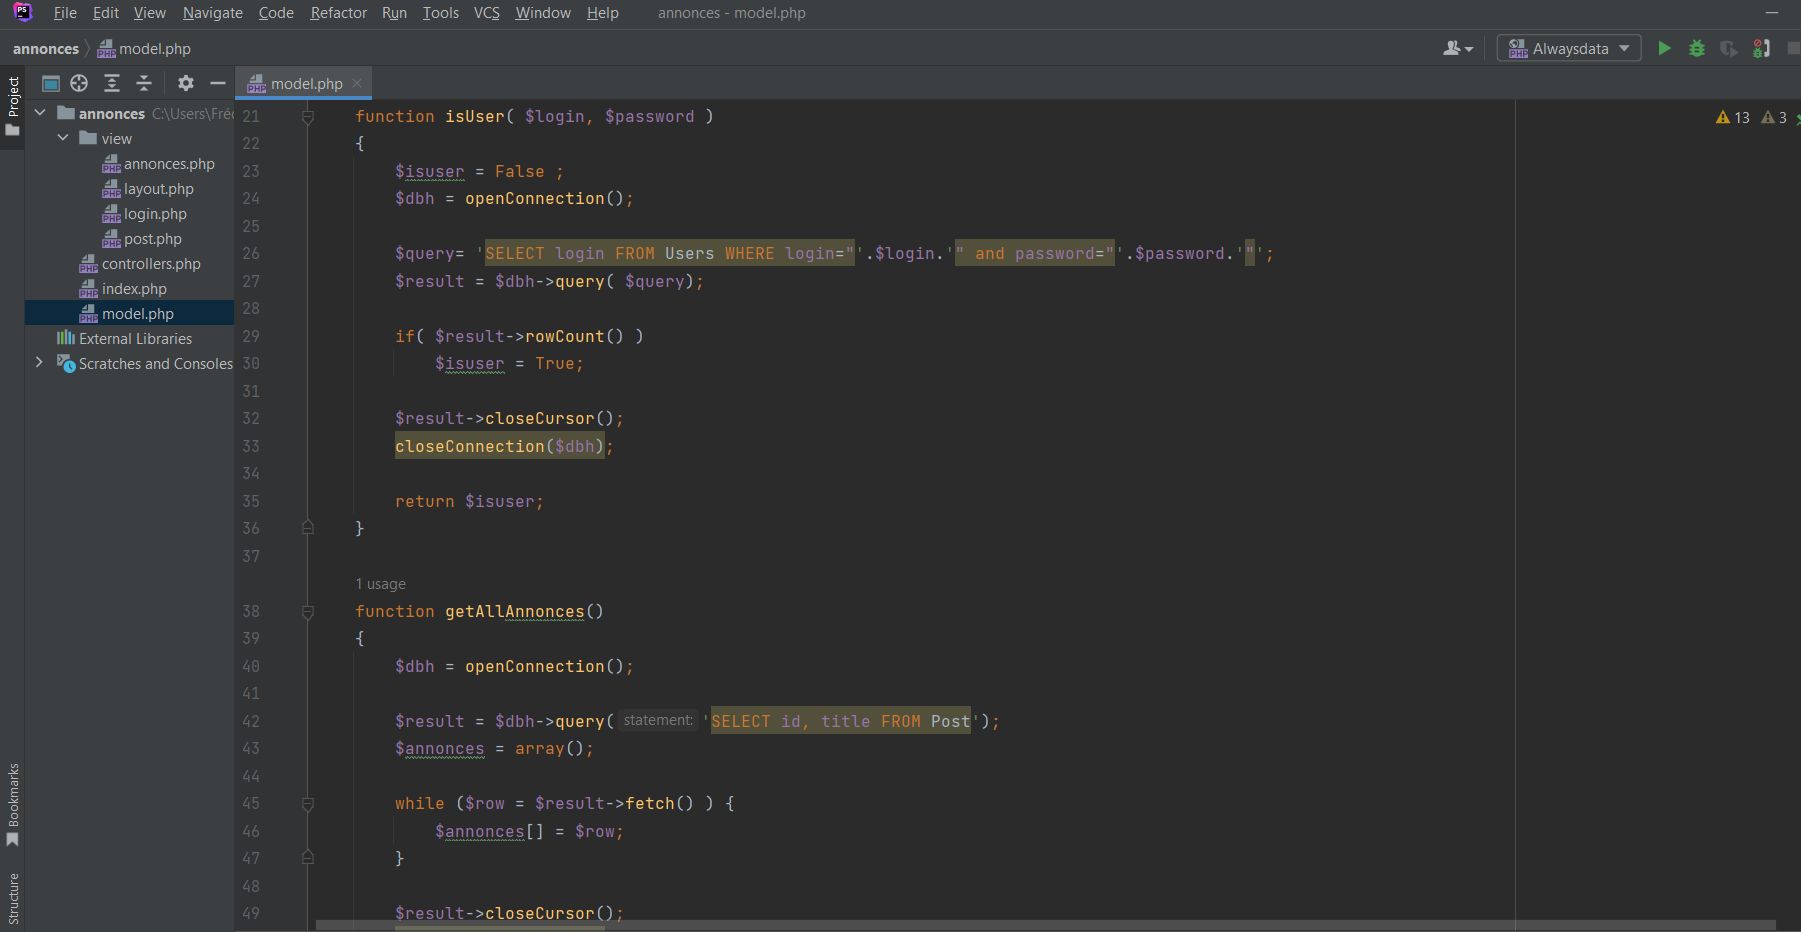 PS File Edit View Navigate Code Refactor Run Tools VCS Window Help annonces - model.php
annonces model.php Alwaysdata
Project
model.php
annonces C:\Users\Fré
view
annonces.php
layout.php
login.php
post.php
controllers.php
index.php
model.php
External Libraries
Scratches and Consoles
Bookmarks
Structure
13 3
21 function isUser( $login, $password )
22 {
23 $isuser = False ;
24 $dbh = openConnection();
25
26 $query= 'SELECT login FROM Users WHERE login="'.$login.'" and password="'.$password.'"';
27 $result = $dbh->query( $query);
28
29 if( $result->rowCount() )
30 $isuser = True;
31
32 $result->closeCursor();
33 closeConnection($dbh);
34
35 return $isuser;
36 }
37
1 usage
38 function getAllAnnonces()
39 {
40 $dbh = openConnection();
41
42 $result = $dbh->query( statement: 'SELECT id, title FROM Post');
43 $annonces = array();
44
45 while ($row = $result->fetch() ) {
46 $annonces[] = $row;
47 }
48
49 $result->closeCursor();